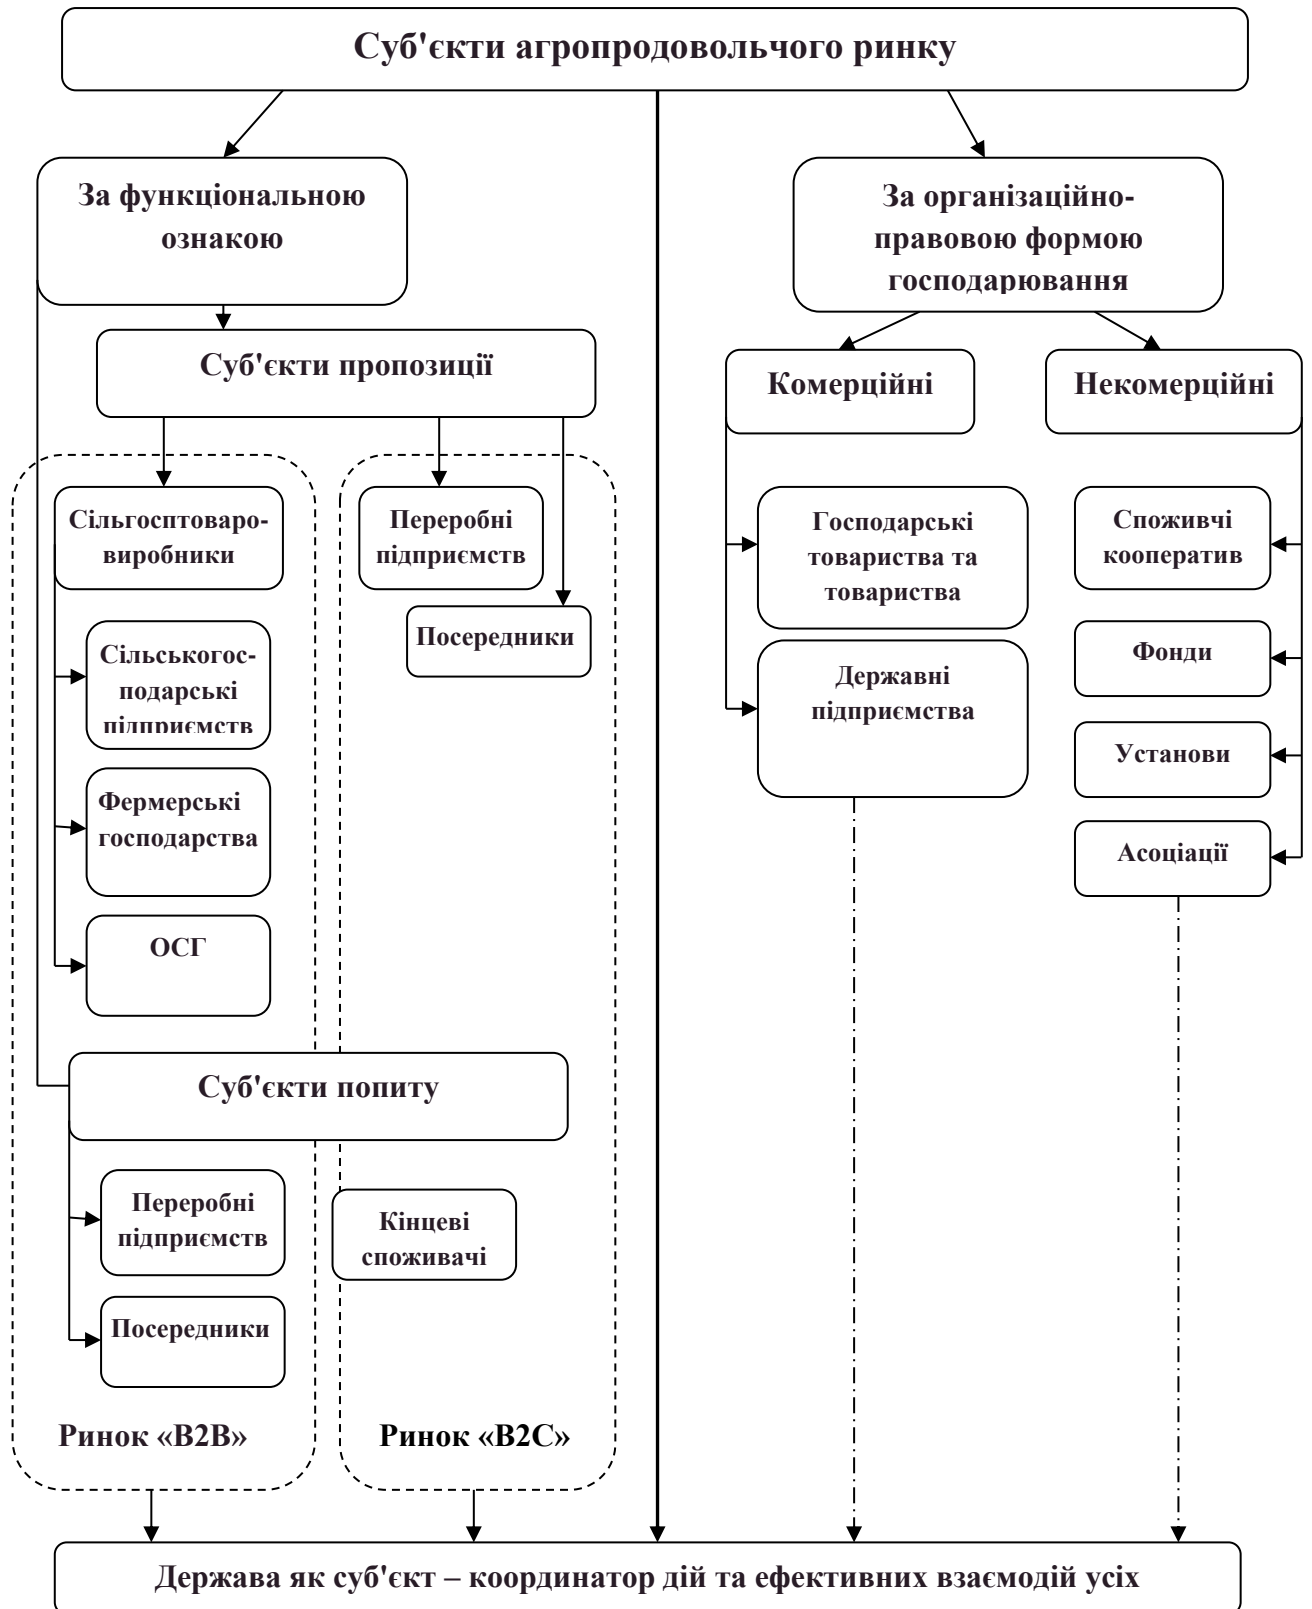 Суб'єкти агропродовольчого ринку
За функціональною
ознакою
За організаційно-
правовою формою
господарювання
Суб'єкти пропозиції
Комерційні
Некомерційні
Сільгосптоваро-
виробники
Переробні
підприємств
Посередники
Сільськогос-
подарські
підприємств
Фермерські
господарства
ОСГ
Господарські
товариства та
товариства
Державні
підприємства
Споживчі
кооператив
Фонди
Установи
Асоціації
Суб'єкти попиту
Переробні
підприємств
Посередники
Кінцеві
споживачі
Ринок «В2В»
Ринок «В2С»
Держава як суб'єкт – координатор дій та ефективних взаємодій усіх